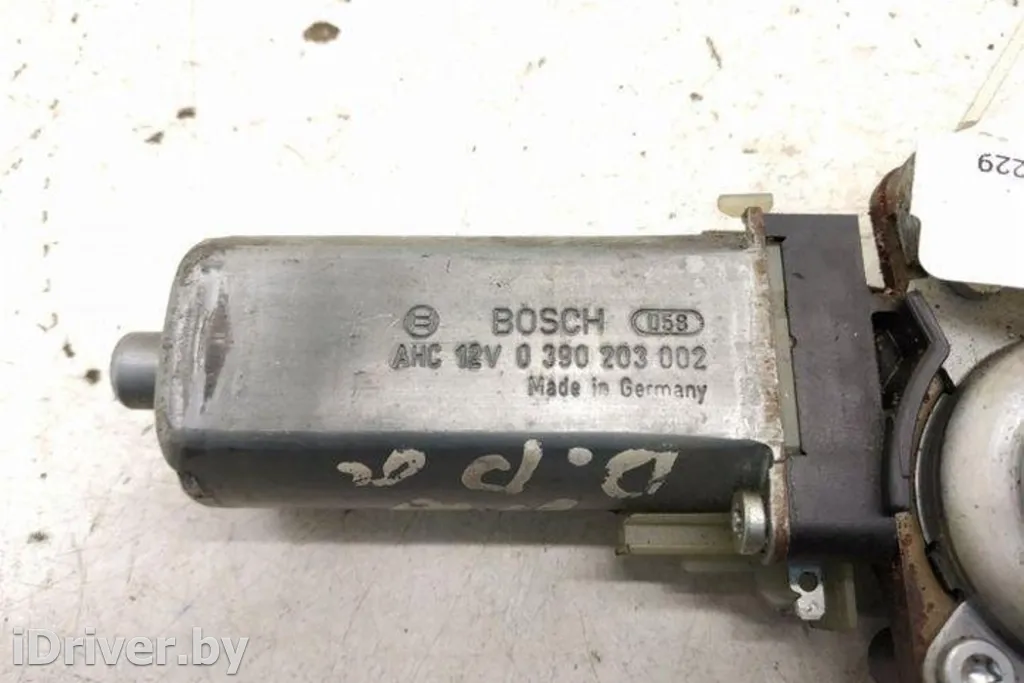 229
BOSCH 058
AHC 12V 0 390 203 002
Made in Germany
iDriver.by